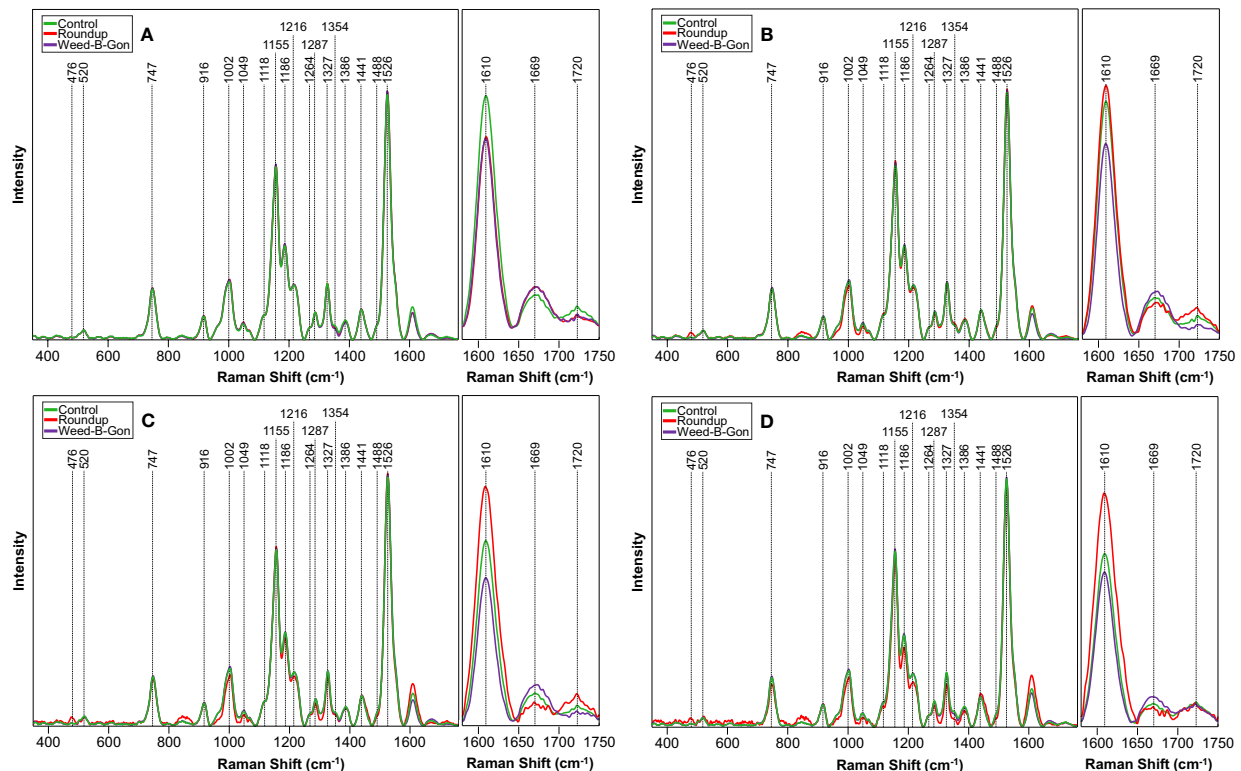 Control
Roundup
Weed-B-Gon
A
476
520
747
916
1002
1049
1118
1155
1186
1216
1264
1287
1327
1354
1386
1441
1488
1526
1610
1669
1720
Intensity
400 600 800 1000 1200 1400 1600
1600 1650 1700 1750
Raman Shift (cm-1) Raman Shift (cm-1)
Control
Roundup
Weed-B-Gon
B
476
520
747
916
1002
1049
1118
1155
1186
1216
1264
1287
1327
1354
1386
1441
1488
1526
1610
1669
1720
Intensity
400 600 800 1000 1200 1400 1600
1600 1650 1700 1750
Raman Shift (cm-1) Raman Shift (cm-1)
Control
Roundup
Weed-B-Gon
C
476
520
747
916
1002
1049
1118
1155
1186
1216
1264
1287
1327
1354
1386
1441
1488
1526
1610
1669
1720
Intensity
400 600 800 1000 1200 1400 1600
1600 1650 1700 1750
Raman Shift (cm-1) Raman Shift (cm-1)
Control
Roundup
Weed-B-Gon
D
476
520
747
916
1002
1049
1118
1155
1186
1216
1264
1287
1327
1354
1386
1441
1488
1526
1610
1669
1720
Intensity
400 600 800 1000 1200 1400 1600
1600 1650 1700 1750
Raman Shift (cm-1) Raman Shift (cm-1)